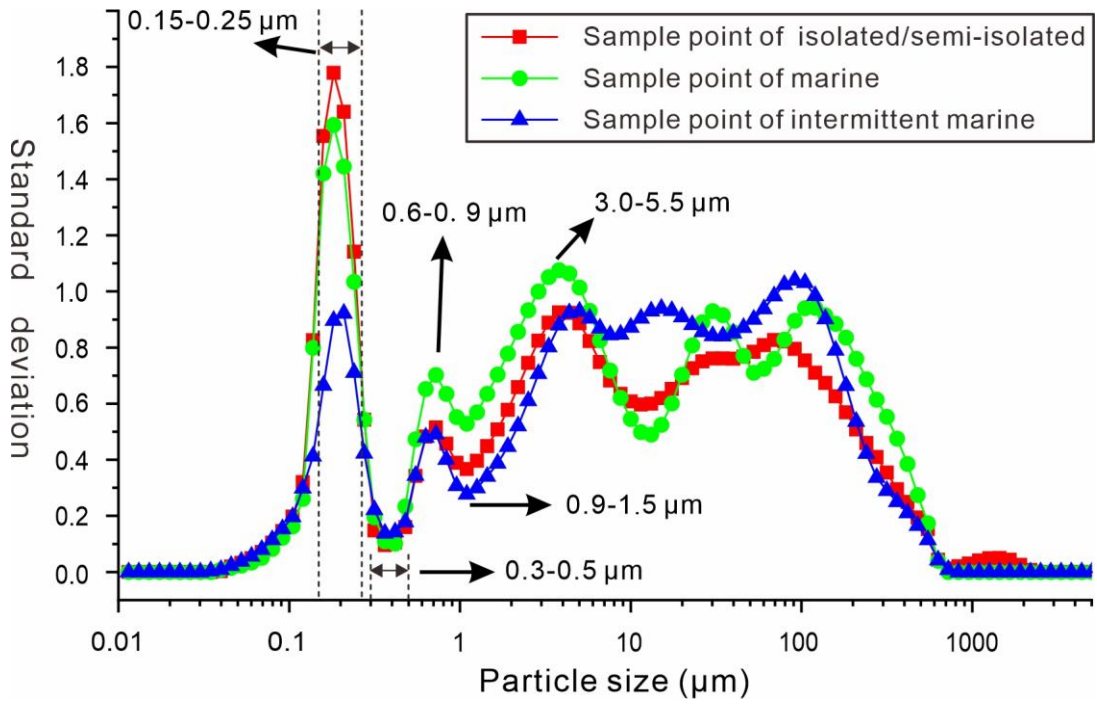 0.15-0.25 μm
Sample point of isolated/semi-isolated
Sample point of marine
Sample point of intermittent marine
0.6-0. 9 μm
3.0-5.5 μm
0.9-1.5 μm
0.3-0.5 μm
Standard deviation
1.8
1.6
1.4
1.2
1.0
0.8
0.6
0.4
0.2
0.0
0.01 0.1 1 10 100 1000
Particle size (μm)